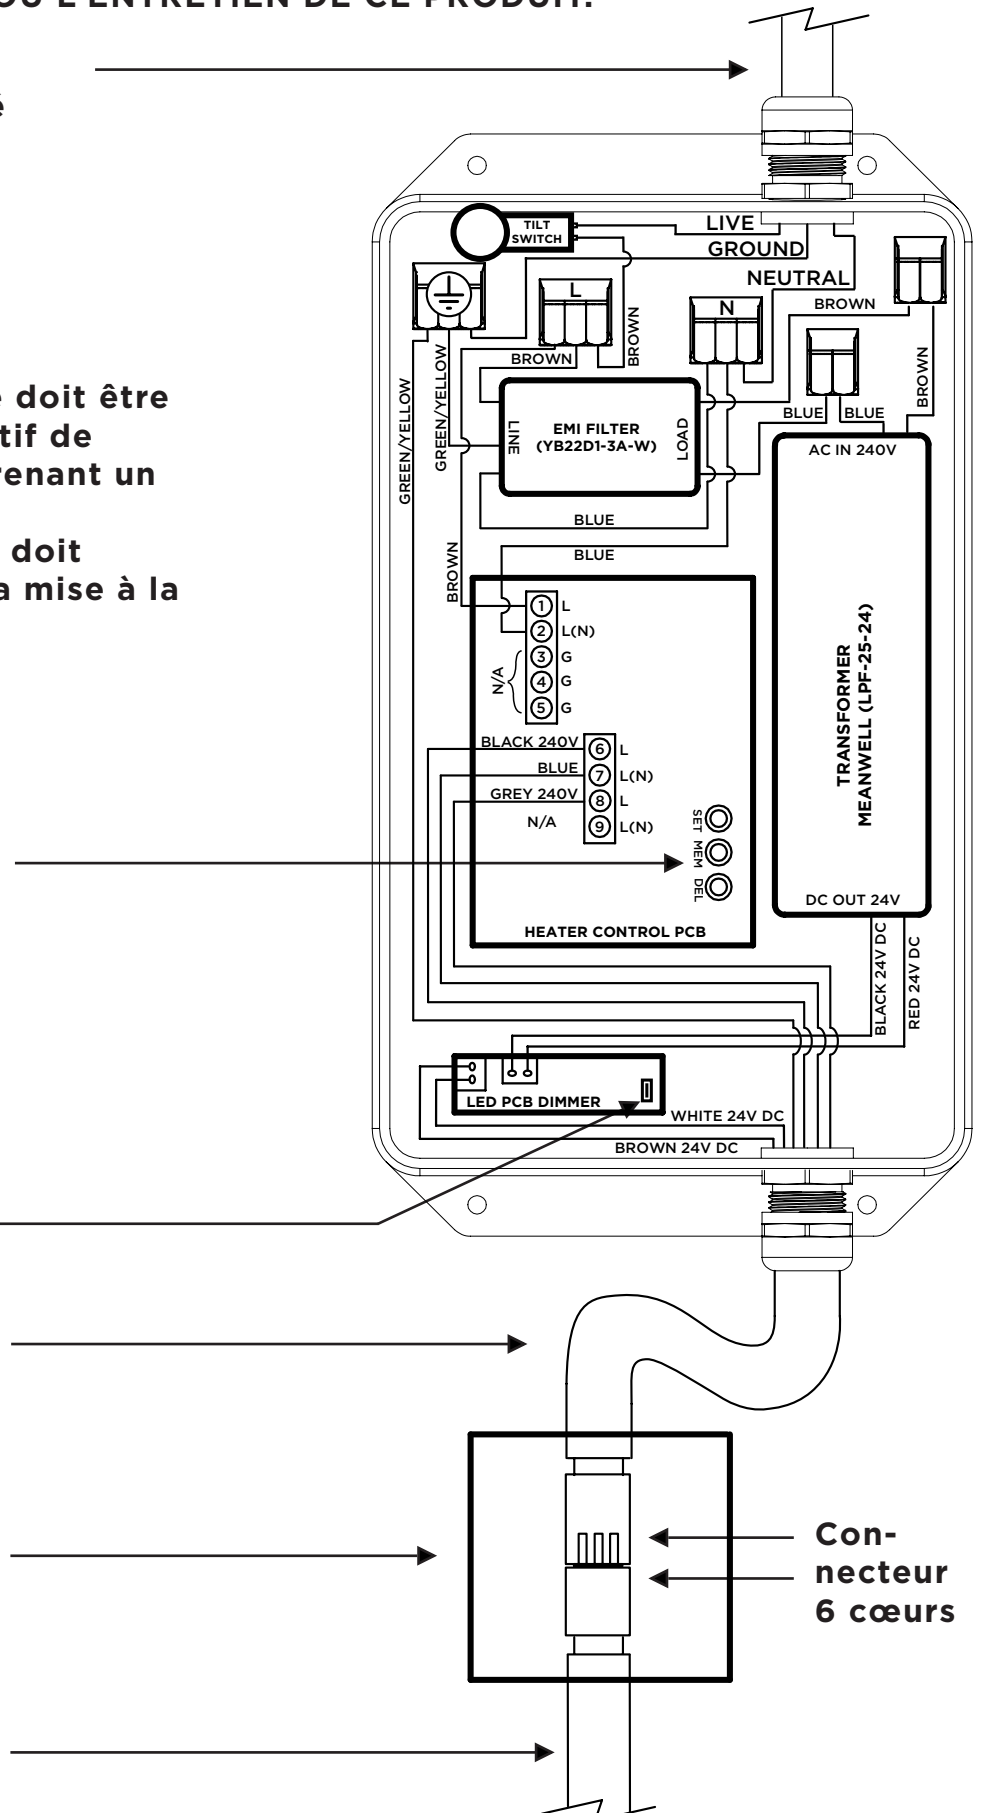 OU L'ENTRETIEN DE CE PRODUIT.
é
TILT
SWITCH
LIVE
GROUND
NEUTRAL
L
N
BROWN
BROWN
BROWN
BROWN
GREEN/YELLOW
GREEN/YELLOW
e doit être
tif de
renant un
doit
a mise à la
LINE
EMI FILTER
(YB22D1-3A-W)
LOAD
BLUE
BLUE
AC IN 240V
BLUE
BLUE
BROWN
1 L
2 L(N)
3 G
4 G
5 G
N/A
TRANSFORMER
MEANWELL (LPF-25-24)
BLACK 240V 6 L
BLUE 7 L(N)
GREY 240V 8 L
N/A 9 L(N)
SET
MEM
DEL
HEATER CONTROL PCB
DC OUT 24V
BLACK 24V DC
RED 24V DC
LED PCB DIMMER
WHITE 24V DC
BROWN 24V DC
Con-
necteur
6 cœurs